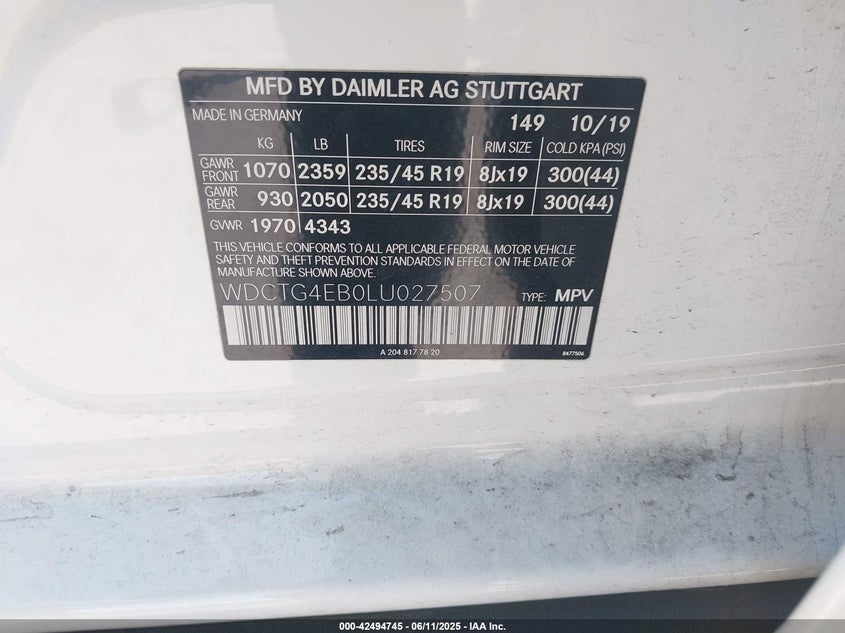 MFD BY DAIMLER AG STUTTGART
MADE IN GERMANY 149 10/19
KG LB TIRES RIM SIZE COLD KPA (PSI)
GAWR FRONT 1070 2359 235/45 R19 8Jx19 300(44)
GAWR REAR 930 2050 235/45 R19 8Jx19 300(44)
GVWR 1970 4343
THIS VEHICLE CONFORMS TO ALL APPLICABLE FEDERAL MOTOR VEHICLE
SAFETY AND THEFT PREVENTION STANDARDS IN EFFECT ON THE DATE OF
MANUFACTURE SHOWN ABOVE.
WDCTG4EB0LU027507 TYPE: MPV
A 204 817 78 20 8477506
000-42494745 - 06/11/2025 - IAA Inc.